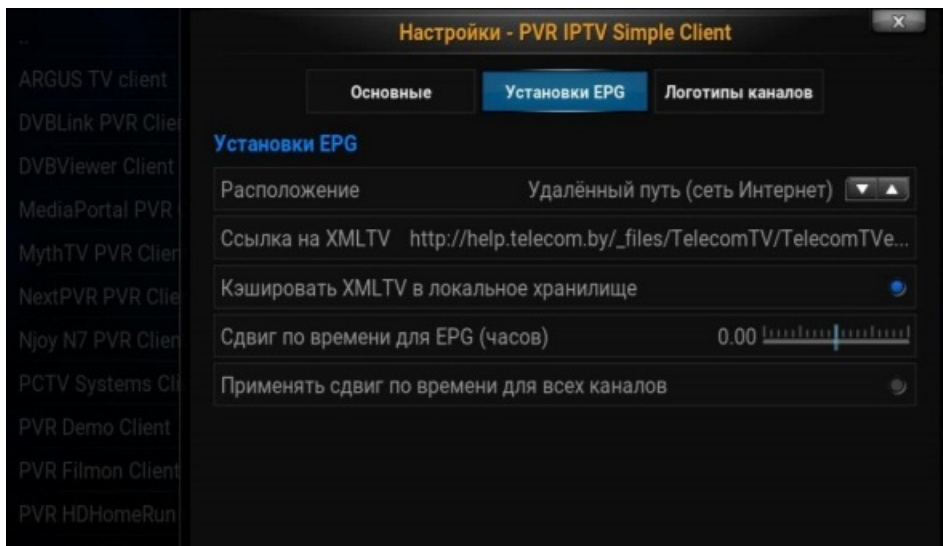 Настройки - PVR IPTV Simple Client
..
ARGUS TV client
DVBLink PVR Clie
DVBViewer Client
MediaPortal PVR
MythTV PVR Clien
NextPVR PVR Clie
Njoy N7 PVR Clien
PCTV Systems Cli
PVR Demo Client
PVR Filmon Client
PVR HDHomeRun
Основные Установки EPG Логотипы каналов
Установки EPG
Расположение Удалённый путь (сеть Интернет)
Ссылка на XMLTV http://help.telecom.by/_files/TelecomTV/TelecomTVe...
Кэшировать XMLTV в локальное хранилище
Сдвиг по времени для EPG (часов) 0.00
Применять сдвиг по времени для всех каналов